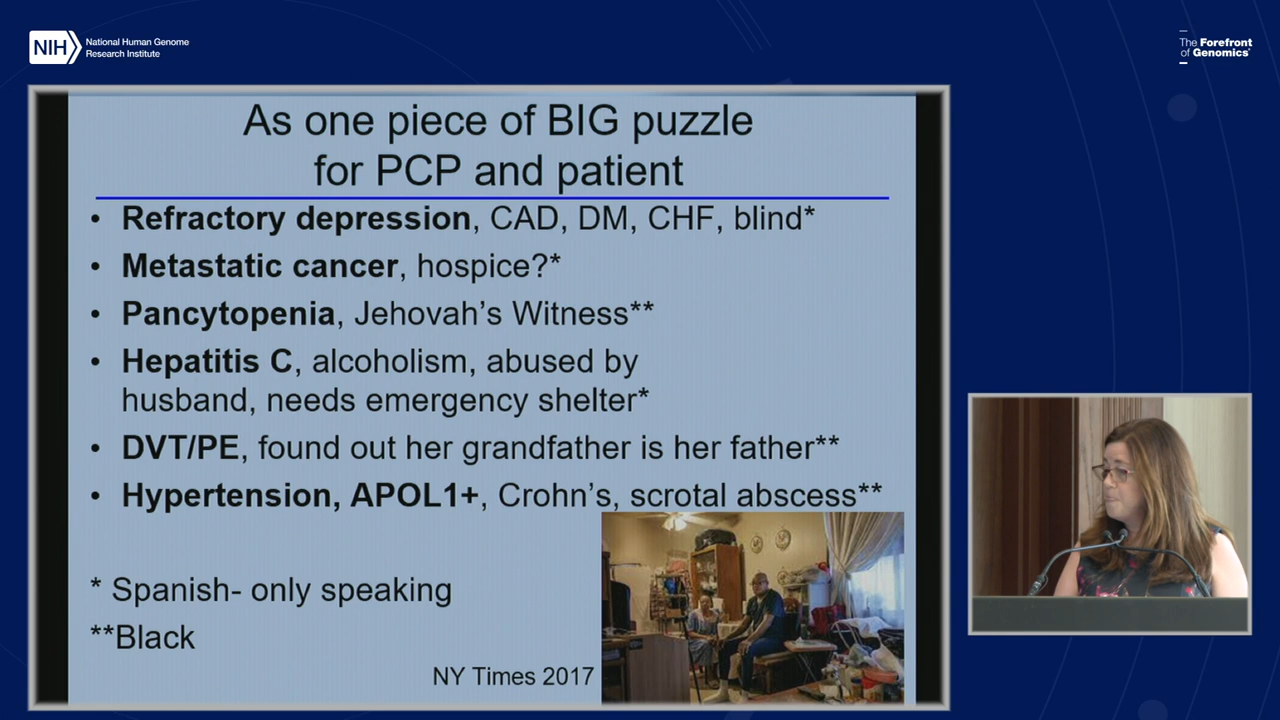 NIH
National Human Genome
Research Institute
The Forefront
of Genomics®
As one piece of BIG puzzle
for PCP and patient
• Refractory depression, CAD, DM, CHF, blind*
• Metastatic cancer, hospice?*
• Pancytopenia, Jehovah's Witness**
• Hepatitis C, alcoholism, abused by
husband, needs emergency shelter*
• DVT/PE, found out her grandfather is her father**
• Hypertension, APOL1+, Crohn's, scrotal abscess**
* Spanish- only speaking
**Black
NY Times 2017